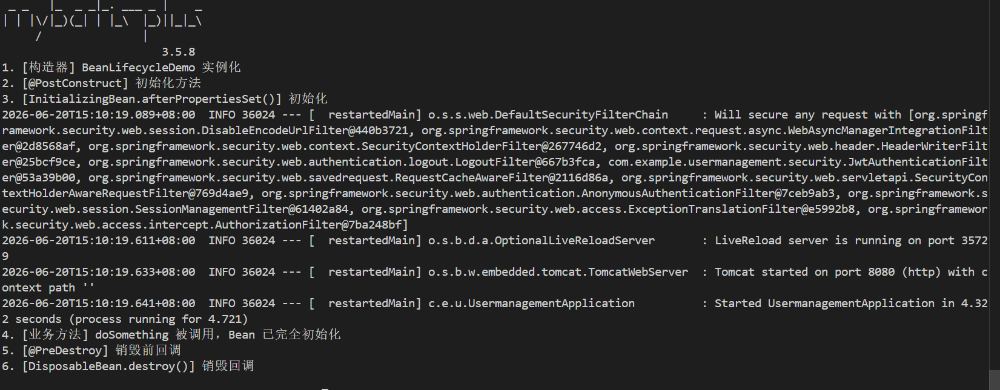 _ _   |_  _ _|_. ___ _ |    _
| | |\/|_)(_| | |_\  |_)||_|_\
     /               |
                        3.5.8
1. [构造器] BeanLifecycleDemo 实例化
2. [@PostConstruct] 初始化方法
3. [InitializingBean.afterPropertiesSet()] 初始化
2026-06-20T15:10:19.089+08:00  INFO 36024 --- [  restartedMain] o.s.s.web.DefaultSecurityFilterChain     : Will secure any request with [org.springf
ramework.security.web.session.DisableEncodeUrlFilter@440b3721, org.springframework.security.web.context.request.async.WebAsyncManagerIntegrationFilt
er@2d8568af, org.springframework.security.web.context.SecurityContextHolderFilter@267746d2, org.springframework.security.web.header.HeaderWriterFilt
er@25bcf9ce, org.springframework.security.web.authentication.logout.LogoutFilter@667b3fca, com.example.usermanagement.security.JwtAuthenticationFilt
er@53a39b00, org.springframework.security.web.savedrequest.RequestCacheAwareFilter@2116d86a, org.springframework.security.web.servletapi.SecurityCon
textHolderAwareRequestFilter@769d4ae9, org.springframework.security.web.authentication.AnonymousAuthenticationFilter@7ceb9ab3, org.springframework.s
ecurity.web.session.SessionManagementFilter@61402a84, org.springframework.security.web.access.ExceptionTranslationFilter@e5992b8, org.springframewor
k.security.web.access.intercept.AuthorizationFilter@7ba248bf]
2026-06-20T15:10:19.611+08:00  INFO 36024 --- [  restartedMain] o.s.b.d.a.OptionalLiveReloadServer       : LiveReload server is running on port 3572
9
2026-06-20T15:10:19.633+08:00  INFO 36024 --- [  restartedMain] o.s.b.w.embedded.tomcat.TomcatWebServer  : Tomcat started on port 8080 (http) with c
ontext path ''
2026-06-20T15:10:19.641+08:00  INFO 36024 --- [  restartedMain] c.e.u.UsermanagementApplication          : Started UsermanagementApplication in 4.32
2 seconds (process running for 4.721)
4. [业务方法] doSomething 被调用，Bean 已完全初始化
5. [@PreDestroy] 销毁前回调
6. [DisposableBean.destroy()] 销毁回调